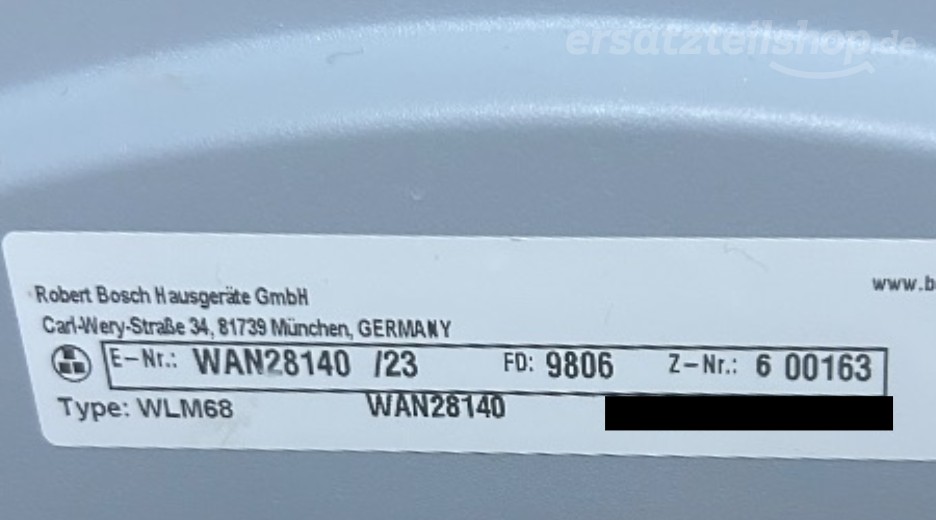 ersatzteilshop.de
www.b
Robert Bosch Hausgeräte GmbH
Carl-Wery-Straße 34, 81739 München, GERMANY
E-Nr.: WAN28140 /23 FD: 9806 Z-Nr.: 6 00163
Type: WLM68 WAN28140